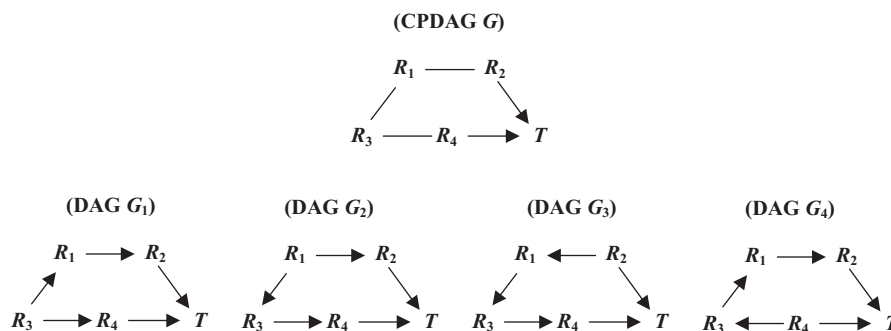 (CPDAG G)
R1 R2
R3 R4 T
(DAG G1) (DAG G2) (DAG G3) (DAG G4)
R1 R2 R1 R2 R1 R2 R1 R2
R3 R4 T R3 R4 T R3 R4 T R3 R4 T